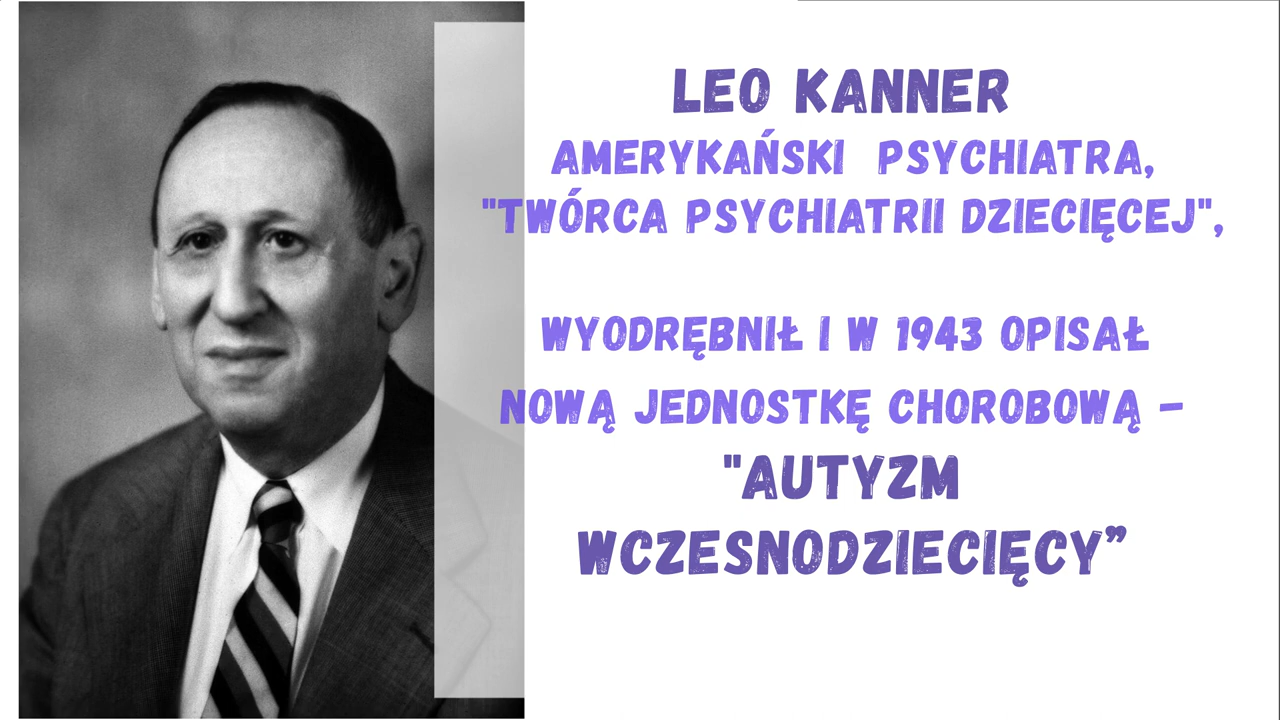 LEO KANNER
AMERYKAŃSKI PSYCHIATRA,
"TWÓRCA PSYCHIATRII DZIECIĘCEJ",
WYODRĘBNIŁ I W 1943 OPISAŁ
NOWĄ JEDNOSTKĘ CHOROBOWĄ –
"AUTYZM
WCZESNODZIECIĘCY”